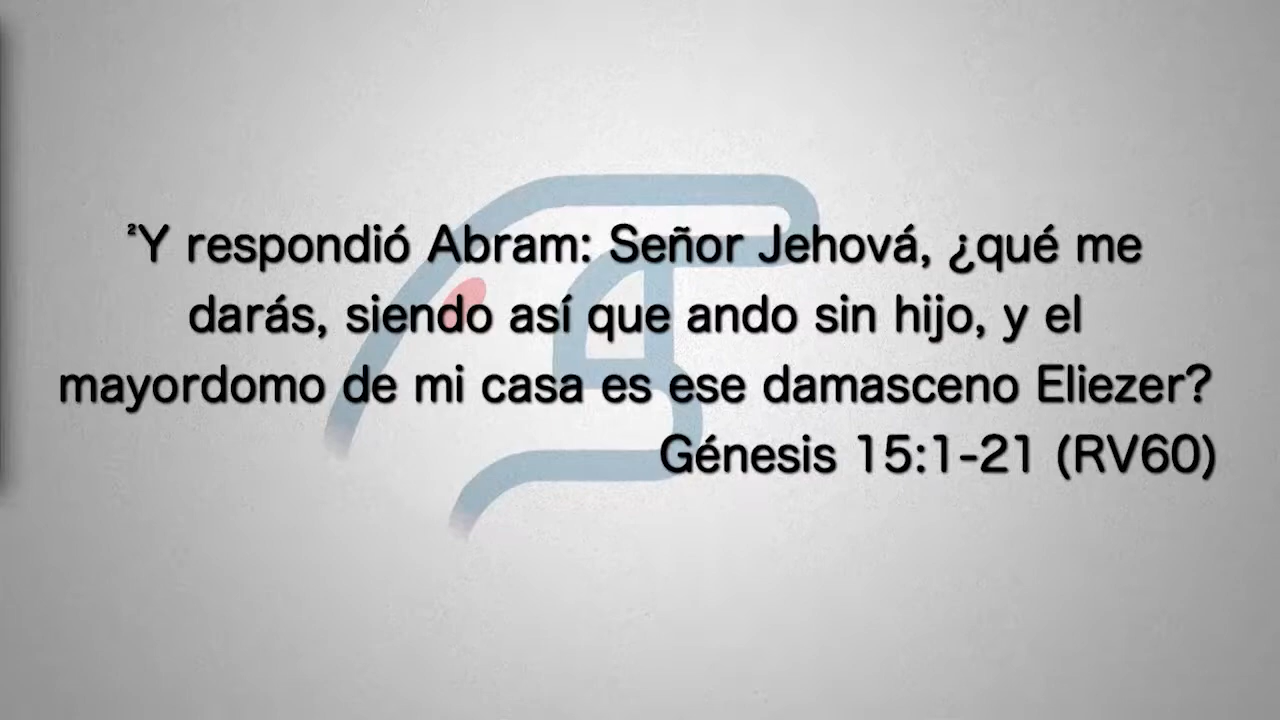 ²Y respondió Abram: Señor Jehová, ¿qué me
darás, siendo así que ando sin hijo, y el
mayordomo de mi casa es ese damasceno Eliezer?
Génesis 15:1-21 (RV60)